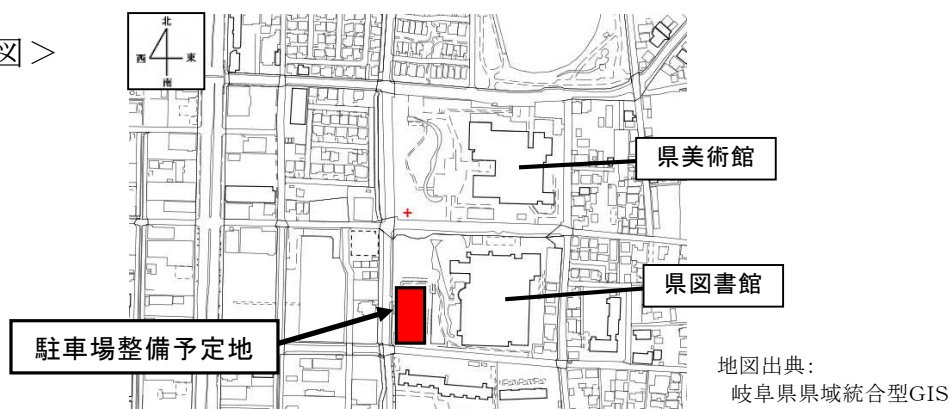 図>
北
西 東
南
県美術館
県図書館
駐車場整備予定地
地図出典:
岐阜県県域統合型GIS